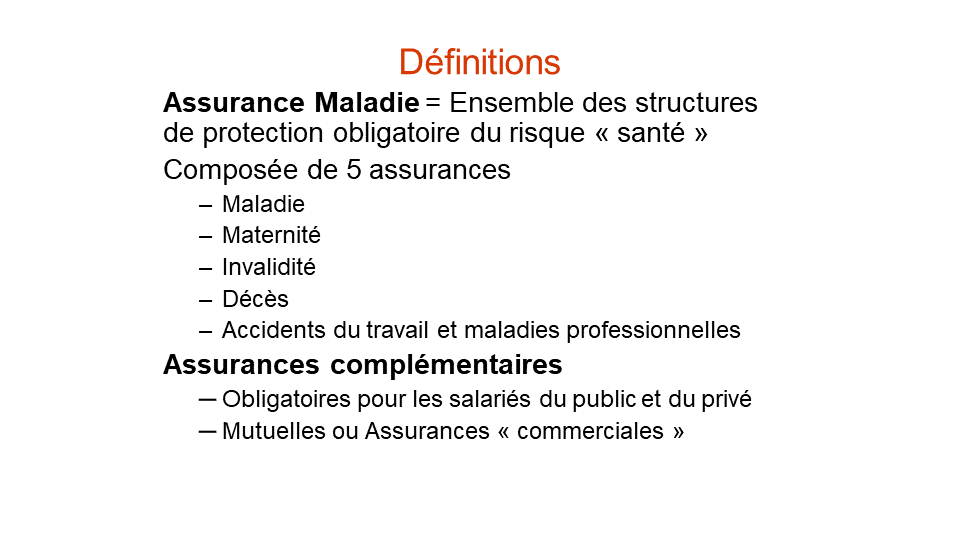 Définitions
Assurance Maladie = Ensemble des structures
de protection obligatoire du risque « santé »
Composée de 5 assurances
– Maladie
– Maternité
– Invalidité
– Décès
– Accidents du travail et maladies professionnelles
Assurances complémentaires
– Obligatoires pour les salariés du public et du privé
– Mutuelles ou Assurances « commerciales »